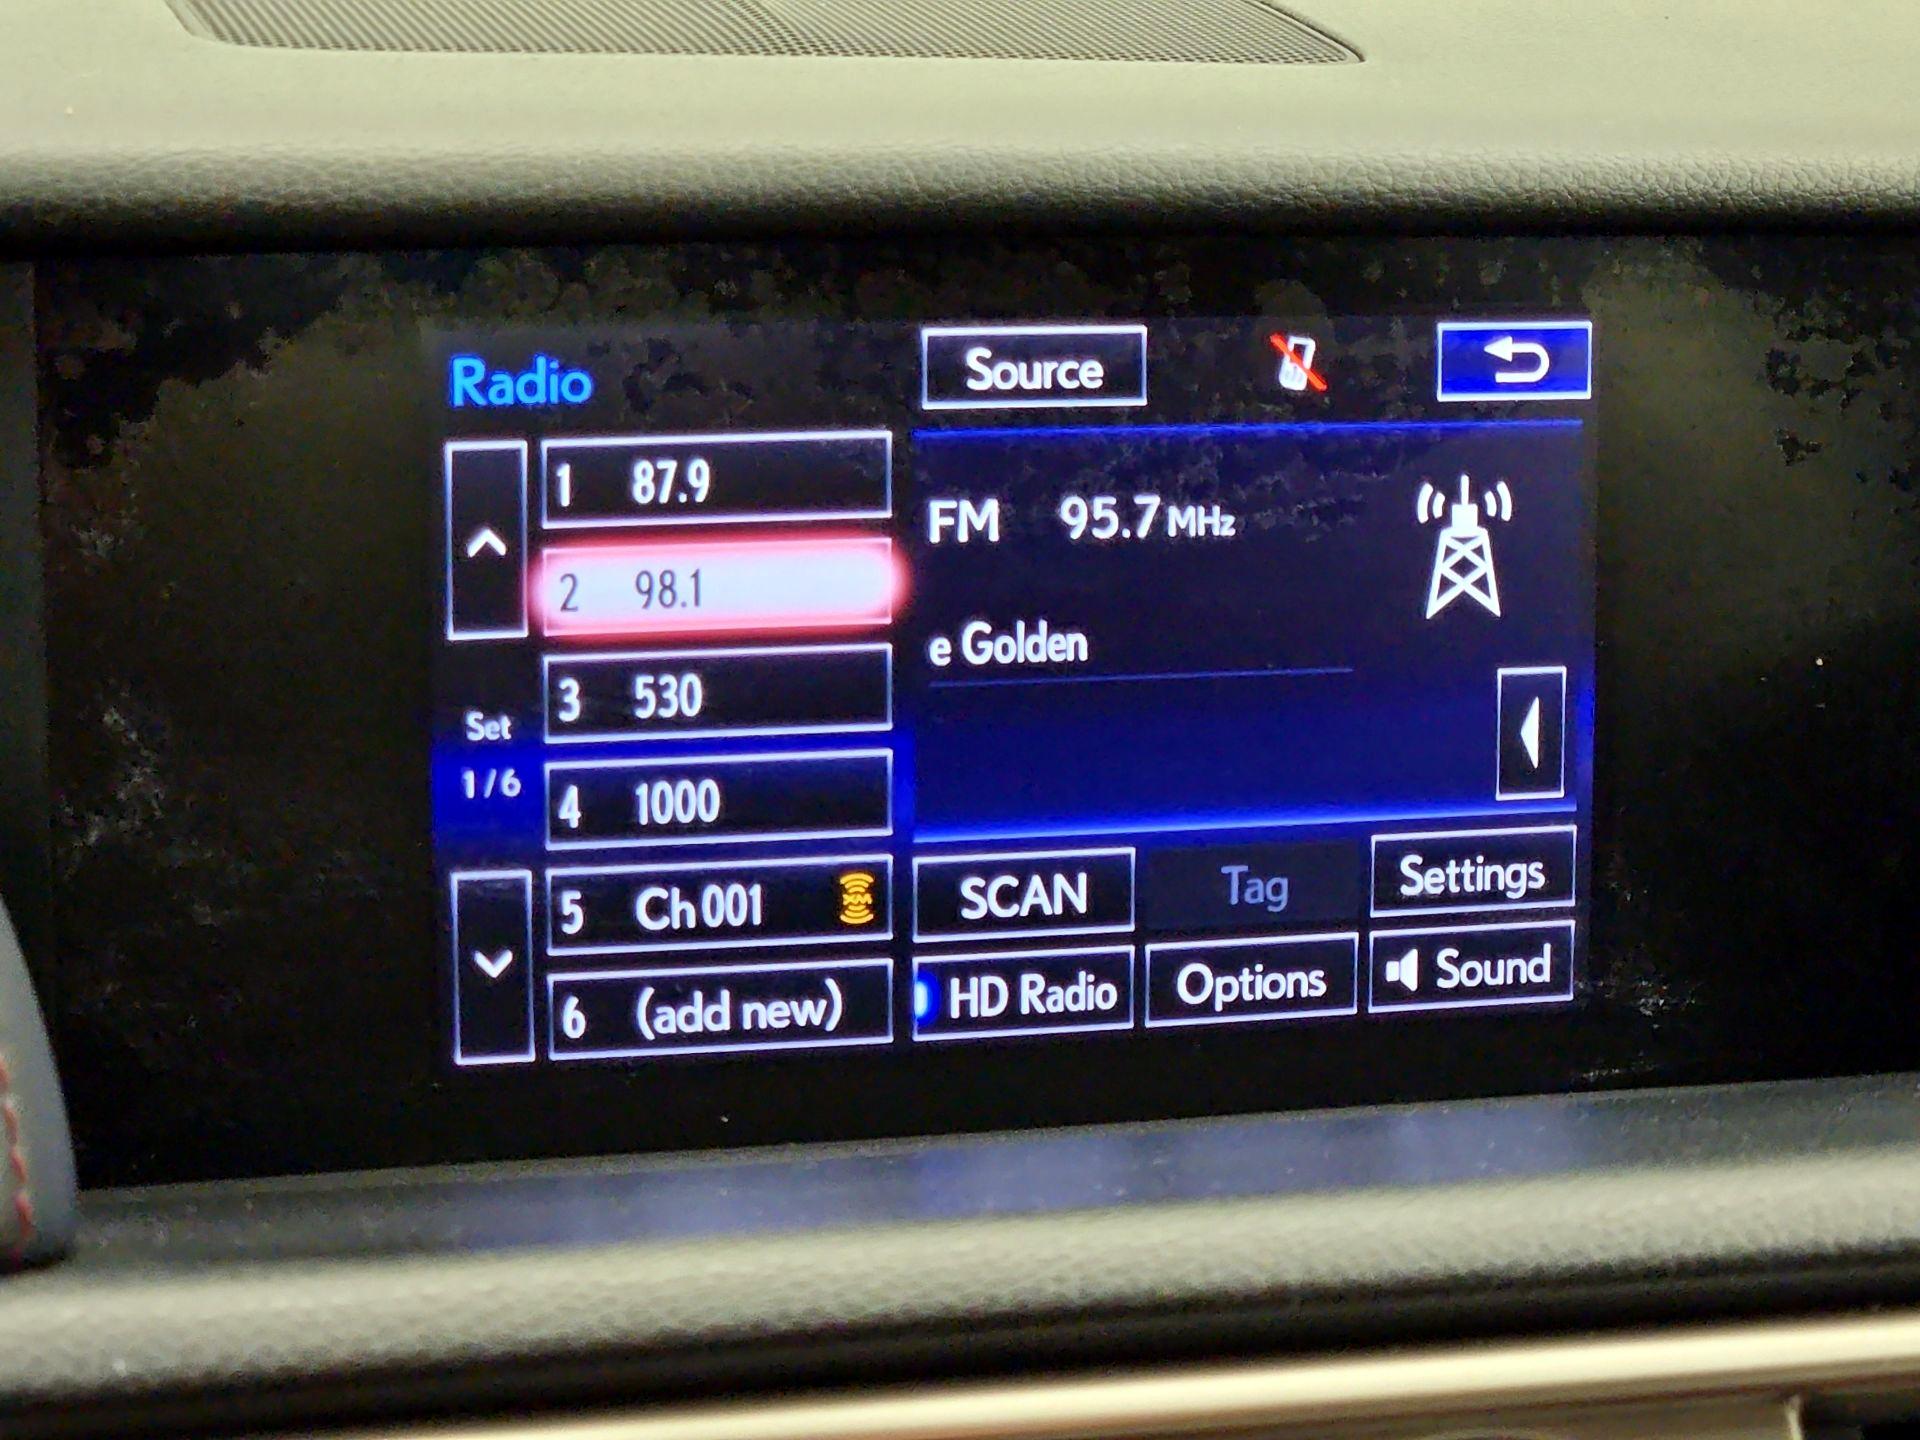 Radio
Source
1 87.9
2 98.1
3 530
4 1000
5 Ch 001 XM
6 (add new)
Set
1/6
FM 95.7 MHz
e Golden
SCAN
Tag
Settings
HD Radio
Options
Sound